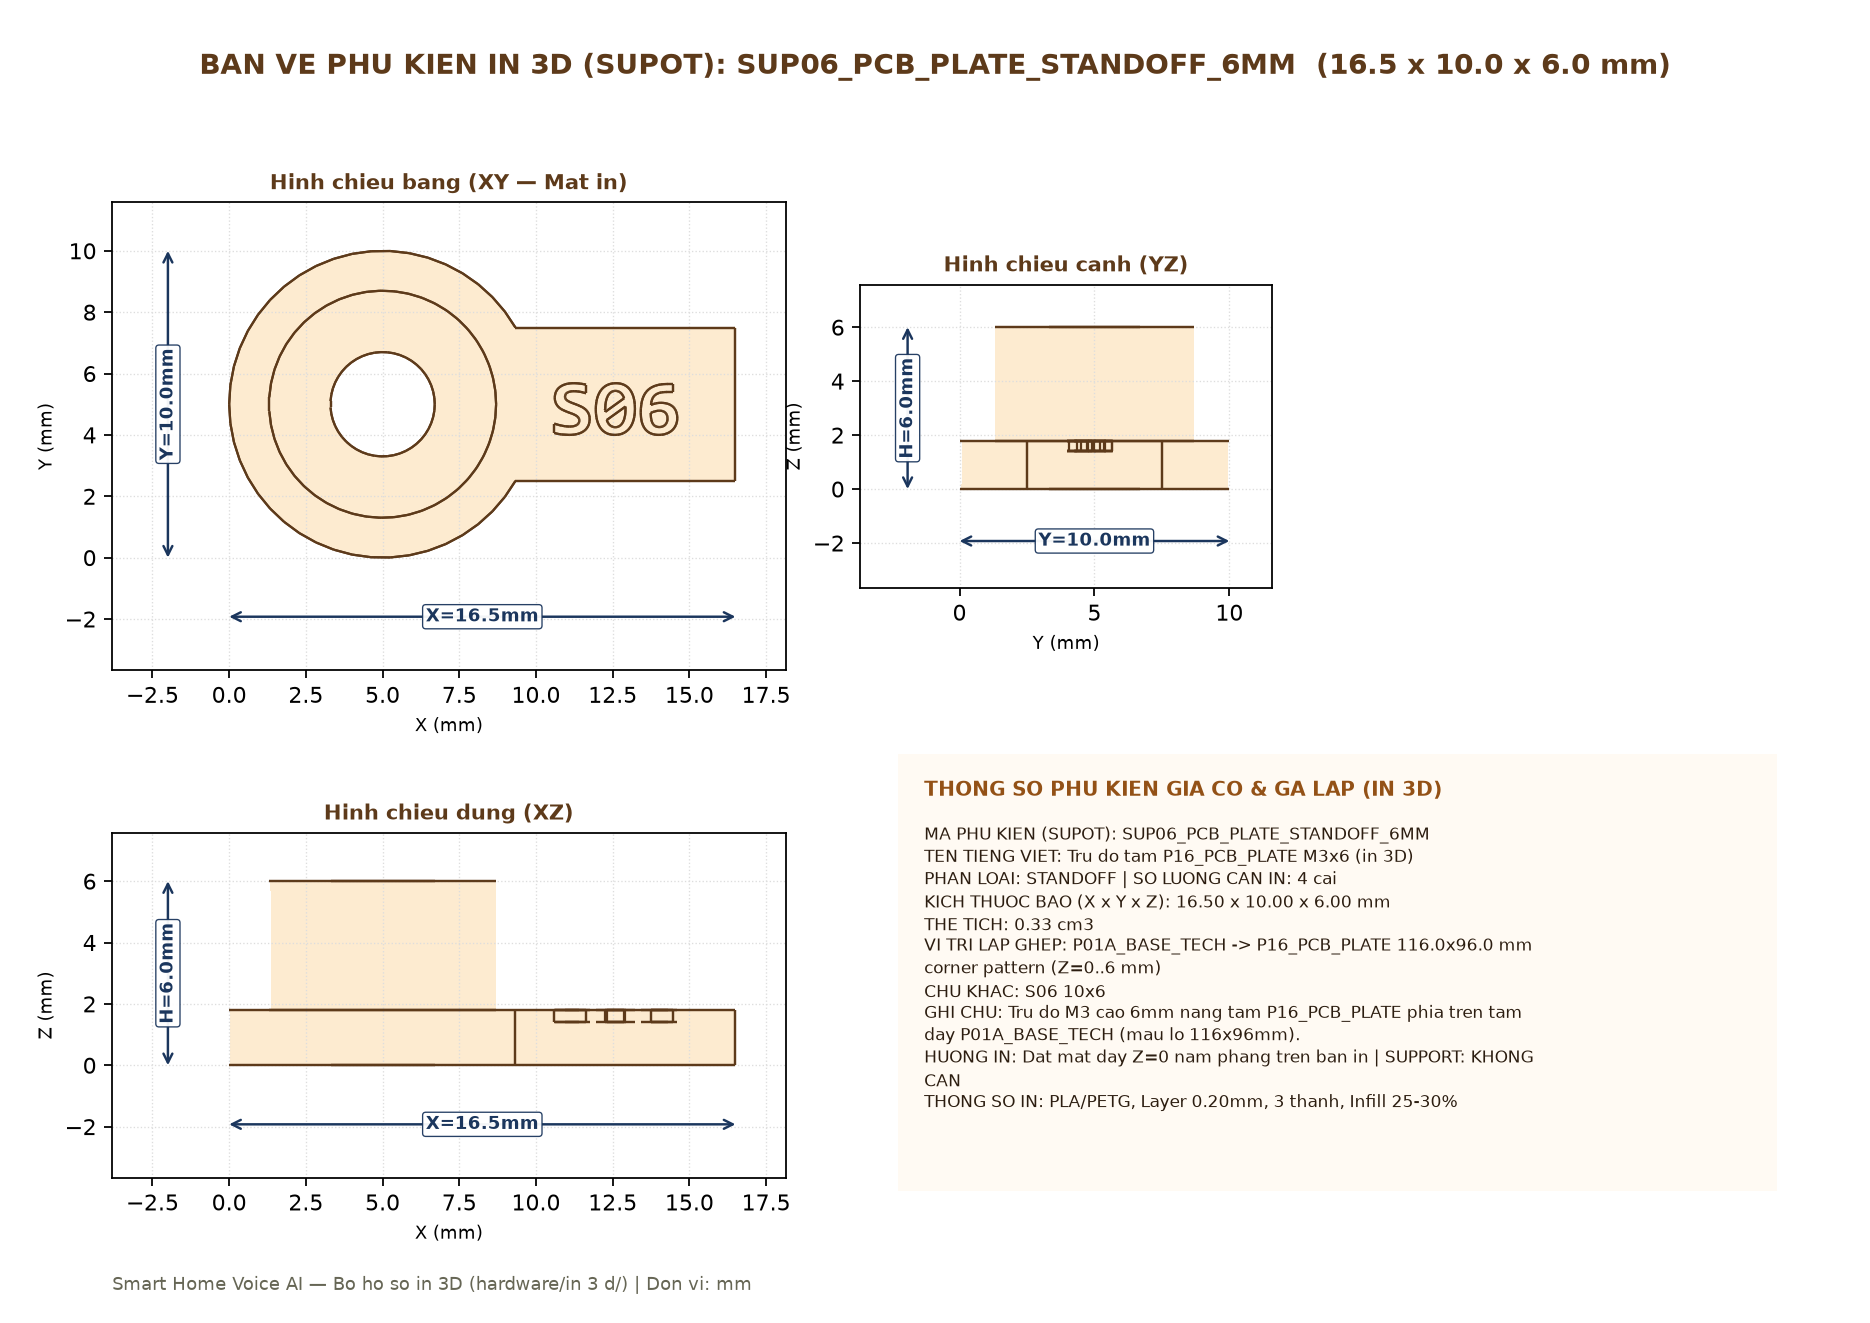 BAN VE PHU KIEN IN 3D (SUPOT): SUP06_PCB_PLATE_STANDOFF_6MM (16.5 x 10.0 x 6.0 mm)
Hinh chieu bang (XY — Mat in)
Y (mm)
10
8
6
4
2
0
−2
Y=10.0mm
S06
X=16.5mm
−2.5 0.0 2.5 5.0 7.5 10.0 12.5 15.0 17.5
X (mm)
Hinh chieu canh (YZ)
Z (mm)
6
4
2
0
−2
H=6.0mm
Y=10.0mm
0 5 10
Y (mm)
Hinh chieu dung (XZ)
Z (mm)
6
4
2
0
−2
H=6.0mm
X=16.5mm
−2.5 0.0 2.5 5.0 7.5 10.0 12.5 15.0 17.5
X (mm)
THONG SO PHU KIEN GIA CO & GA LAP (IN 3D)
MA PHU KIEN (SUPOT): SUP06_PCB_PLATE_STANDOFF_6MM
TEN TIENG VIET: Tru do tam P16_PCB_PLATE M3x6 (in 3D)
PHAN LOAI: STANDOFF | SO LUONG CAN IN: 4 cai
KICH THUOC BAO (X x Y x Z): 16.50 x 10.00 x 6.00 mm
THE TICH: 0.33 cm3
VI TRI LAP GHEP: P01A_BASE_TECH -> P16_PCB_PLATE 116.0x96.0 mm
corner pattern (Z=0..6 mm)
CHU KHAC: S06 10x6
GHI CHU: Tru do M3 cao 6mm nang tam P16_PCB_PLATE phia tren tam
day P01A_BASE_TECH (mau lo 116x96mm).
HUONG IN: Dat mat day Z=0 nam phang tren ban in | SUPPORT: KHONG
CAN
THONG SO IN: PLA/PETG, Layer 0.20mm, 3 thanh, Infill 25-30%
Smart Home Voice AI — Bo ho so in 3D (hardware/in 3 d/) | Don vi: mm